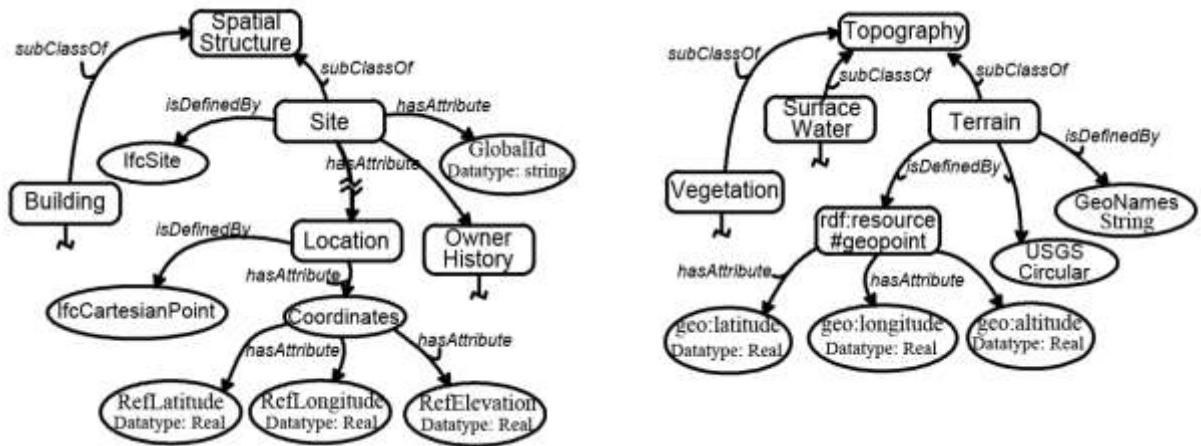 Spatial
Structure
subClassOf
subClassOf
isDefinedBy
hasAttribute
Site
IfcSite
GlobalId
Datatype: string
hasAttribute
Building
isDefinedBy
Location
Owner
History
hasAttribute
IfcCartesianPoint
Coordinates
hasAttribute
hasAttribute
RefLatitude
Datatype: Real
RefLongitude
Datatype: Real
RefElevation
Datatype: Real
Topography
subClassOf
subClassOf
subClassOf
Surface
Water
Terrain
isDefinedBy
isDefinedBy
Vegetation
GeoNames
String
rdf:resource
#geopoint
USGS
Circular
hasAttribute
hasAttribute
geo:latitude
Datatype: Real
geo:longitude
Datatype: Real
geo:altitude
Datatype: Real